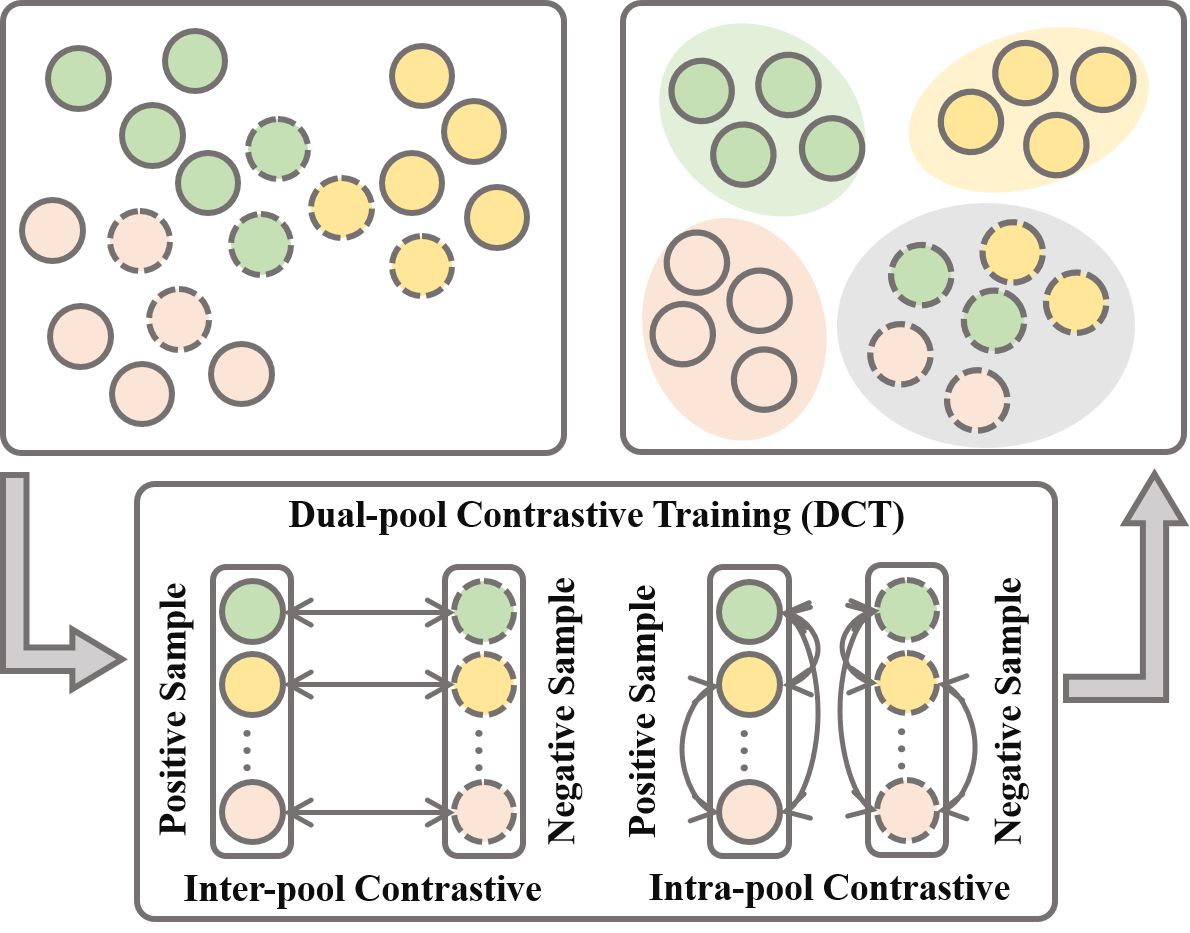 Dual-pool Contrastive Training (DCT)
Positive Sample
Negative Sample
Positive Sample
Negative Sample
Inter-pool Contrastive
Intra-pool Contrastive